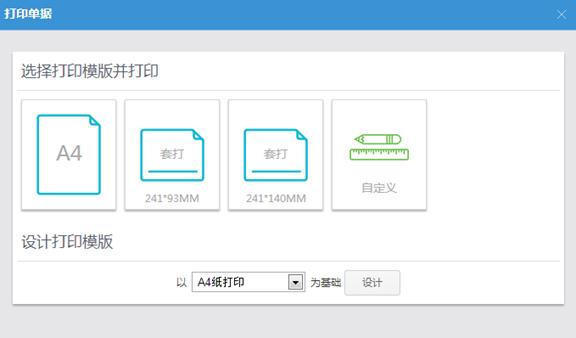 打印单据
选择打印模版并打印
A4
套打
241*93MM
套打
241*140MM
自定义
设计打印模版
以 A4纸打印 为基础 设计